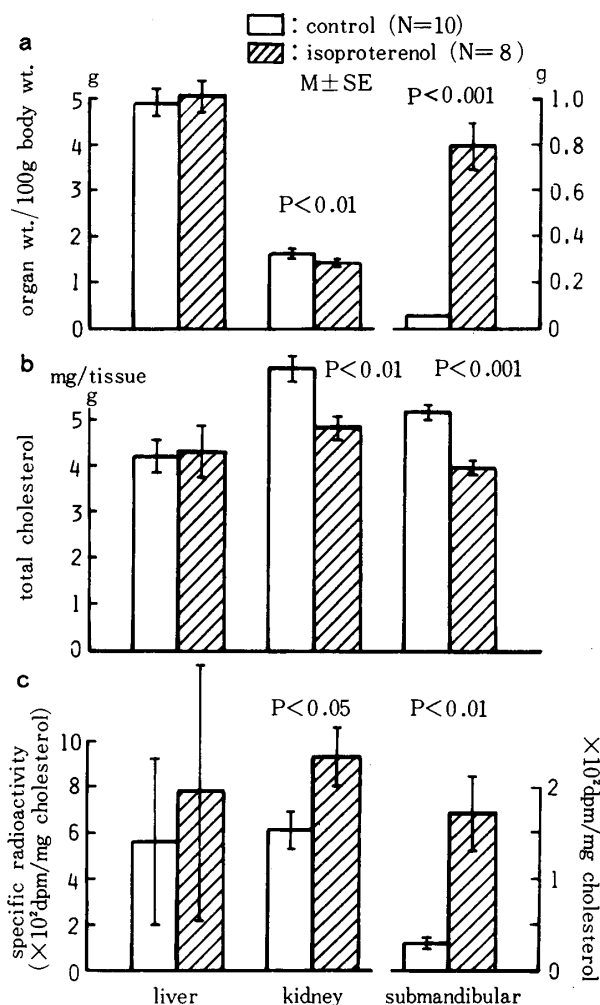 : control (N=10)
: isoproterenol (N= 8)
a
g
M±SE
g
P<0.001
P<0.01
organ wt./100g body wt.
5
4
3
2
1
0
1.0
0.8
0.6
0.4
0.2
0
b
mg/tissue
g
P<0.01
P<0.001
total cholesterol
5
4
3
2
1
0
c
P<0.05
P<0.01
specific radioactivity
(×10²dpm/mg cholesterol)
10
8
6
4
2
0
2
1
0
×10²dpm/mg cholesterol
liver
kidney
submandibular